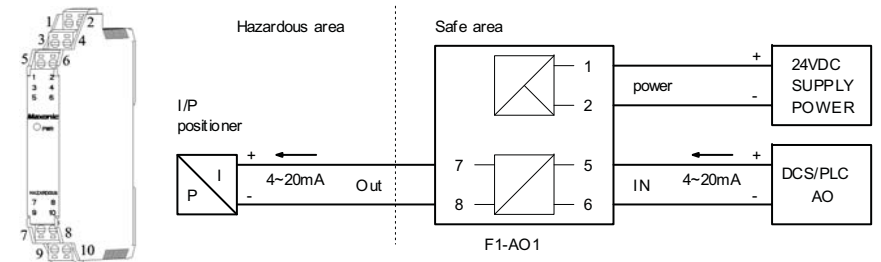 1 2
3 4
5 6
1 2
3 4
5 6
Maxonic
PWR
HAZARDOUS
7 8
9 10
7 8
9 10
Hazardous area
Safe area
I/P
positioner
I
P
+
4~20mA
-
Out
7
8
1
2
5
6
F1-AO1
+
power
-
24VDC
SUPPLY
POWER
+
IN
4~20mA
-
DCS/PLC
AO